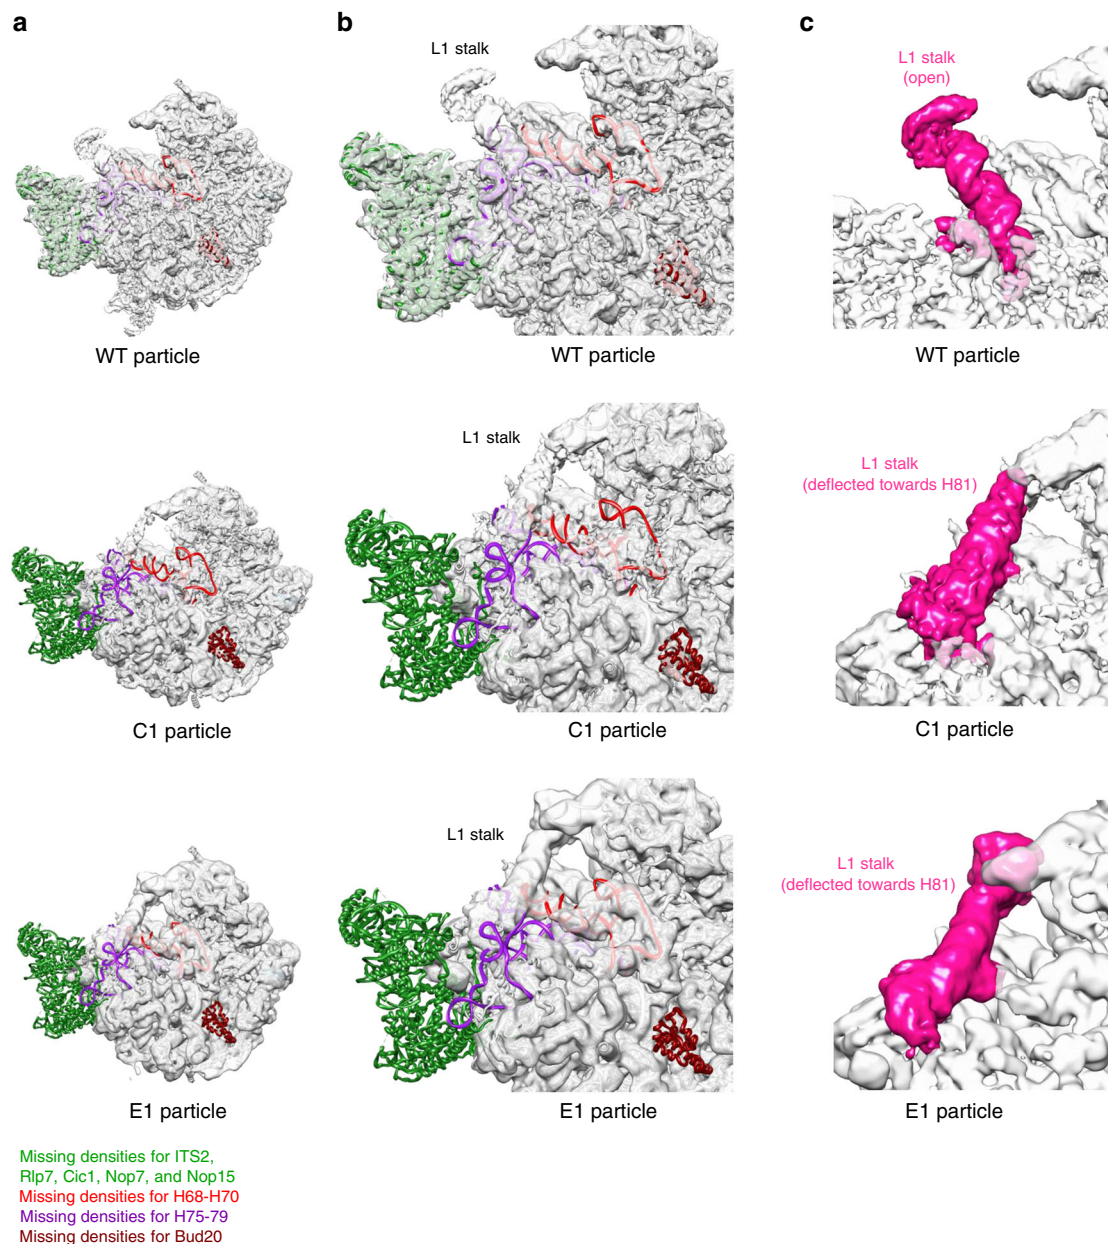 a
b
c
L1 stalk
L1 stalk
(open)
WT particle
WT particle
WT particle
L1 stalk
L1 stalk
(deflected towards H81)
C1 particle
C1 particle
C1 particle
L1 stalk
L1 stalk
(deflected towards H81)
E1 particle
E1 particle
E1 particle
Missing densities for ITS2,
Rlp7, Cic1, Nop7, and Nop15
Missing densities for H68-H70
Missing densities for H75-79
Missing densities for Bud20